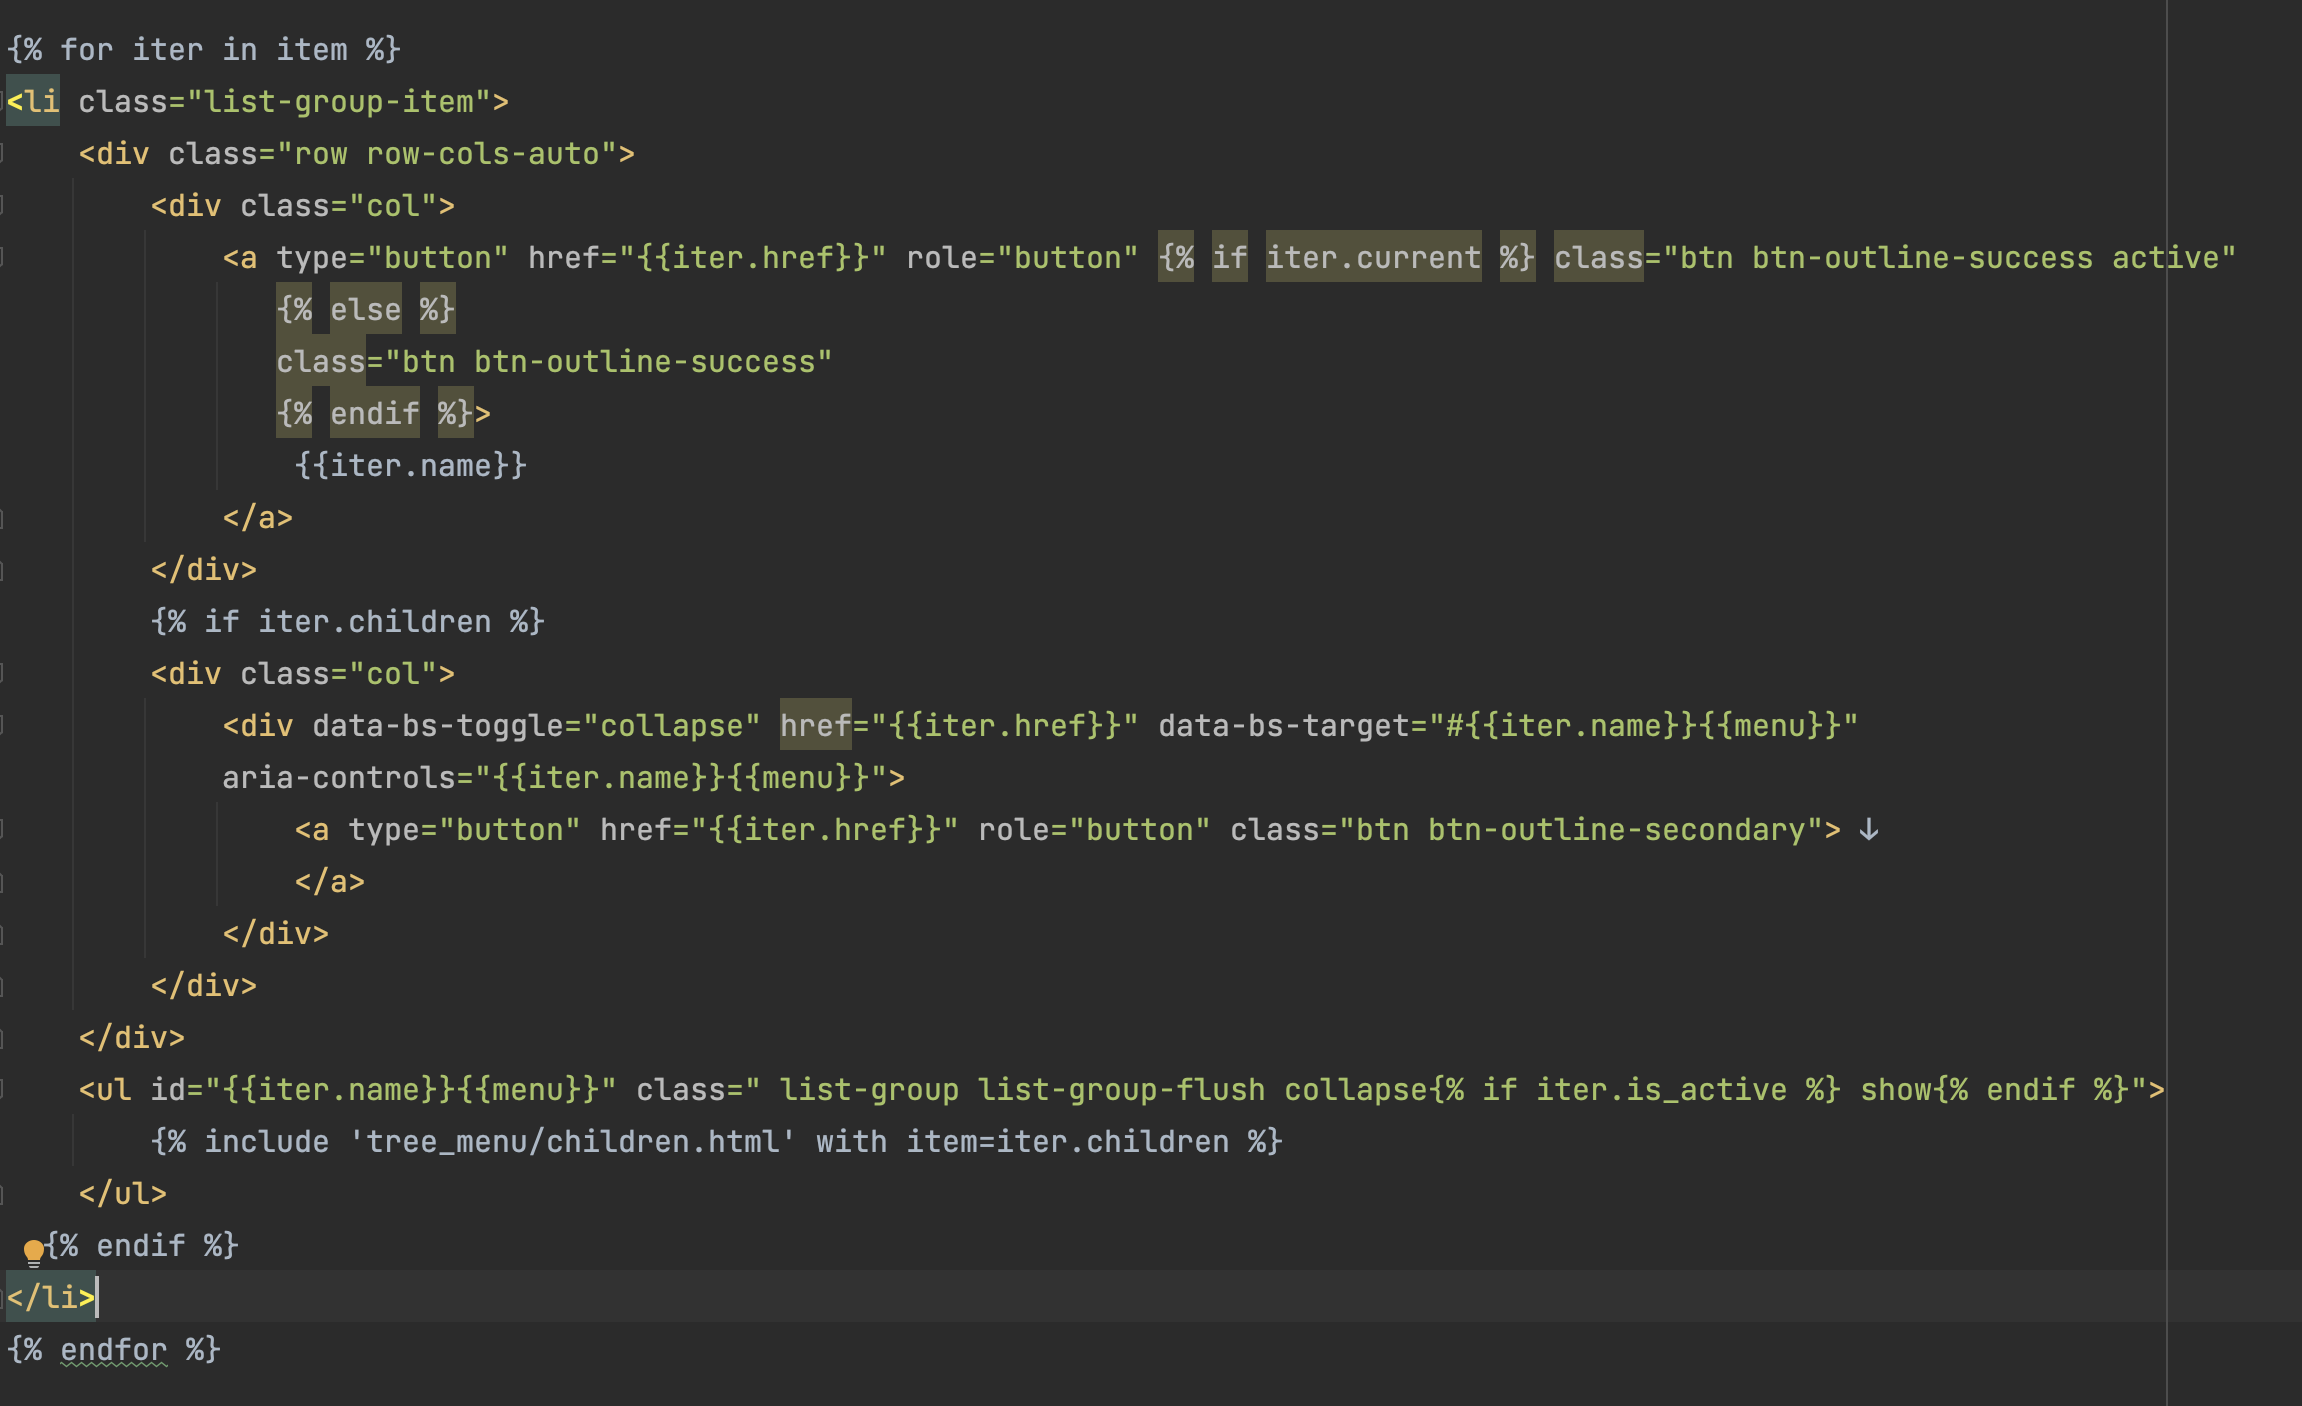 {% for iter in item %}
<li class="list-group-item">
    <div class="row row-cols-auto">
        <div class="col">
            <a type="button" href="{{iter.href}}" role="button" {% if iter.current %} class="btn btn-outline-success active"
               {% else %}
               class="btn btn-outline-success"
               {% endif %}>
                {{iter.name}}
            </a>
        </div>
        {% if iter.children %}
        <div class="col">
            <div data-bs-toggle="collapse" href="{{iter.href}}" data-bs-target="#{{iter.name}}{{menu}}"
            aria-controls="{{iter.name}}{{menu}}">
                <a type="button" href="{{iter.href}}" role="button" class="btn btn-outline-secondary"> ↓
                </a>
            </div>
        </div>
    </div>
    <ul id="{{iter.name}}{{menu}}" class=" list-group list-group-flush collapse{% if iter.is_active %} show{% endif %}">
        {% include 'tree_menu/children.html' with item=iter.children %}
    </ul>
  {% endif %}
</li>
{% endfor %}